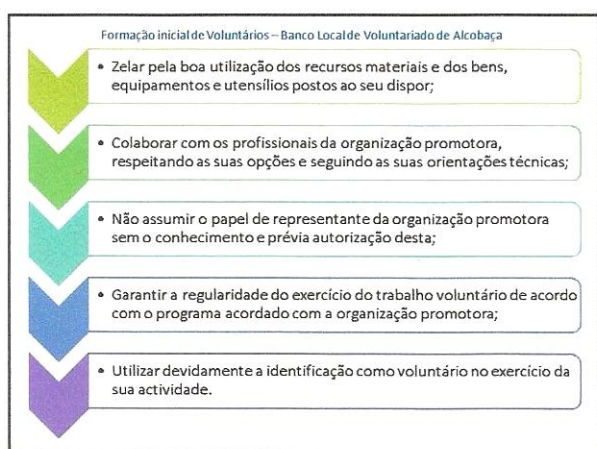 Formação inicial de Voluntários – Banco Local de Voluntariado de Alcobaça
• Zelar pela boa utilização dos recursos materiais e dos bens,
equipamentos e utensílios postos ao seu dispor;
• Colaborar com os profissionais da organização promotora,
respeitando as suas opções e seguindo as suas orientações técnicas;
• Não assumir o papel de representante da organização promotora
sem o conhecimento e prévia autorização desta;
• Garantir a regularidade do exercício do trabalho voluntário de acordo
com o programa acordado com a organização promotora;
• Utilizar devidamente a identificação como voluntário no exercício da
sua actividade.